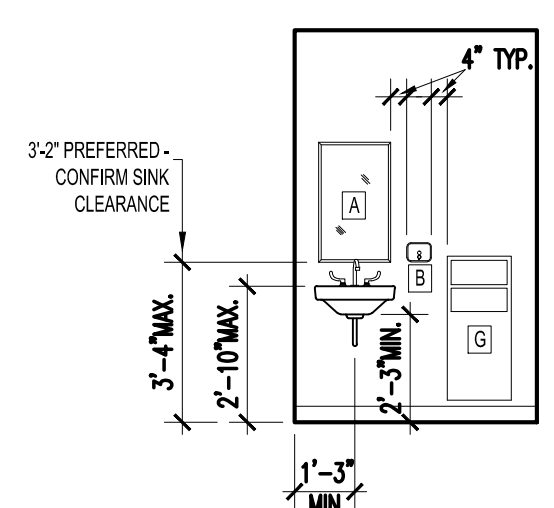 4" TYP.
3'-2" PREFERRED -
CONFIRM SINK
CLEARANCE
A
B
G
3'-4"MAX.
2'-10"MAX.
2'-3"MIN.
1'-3"
MIN